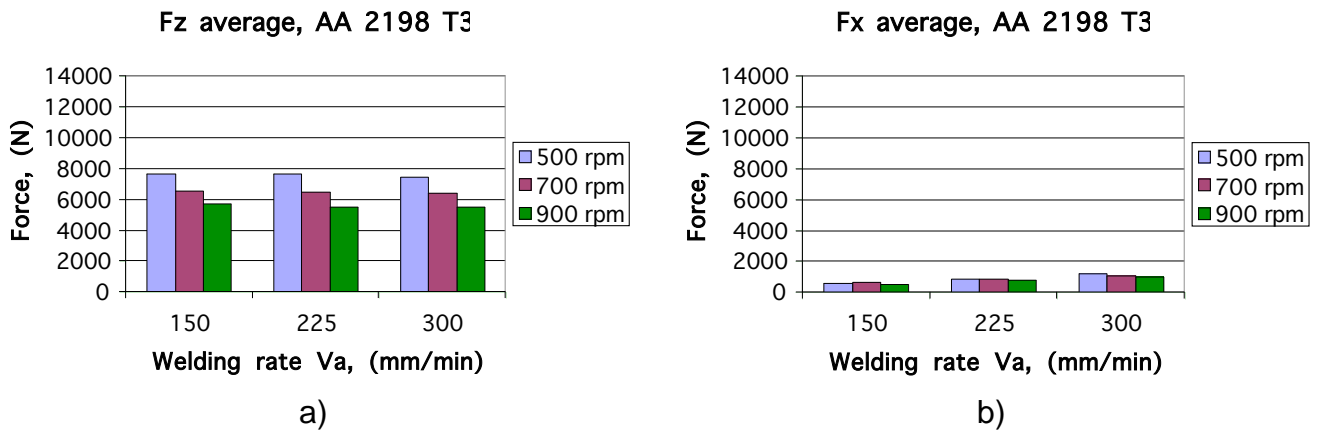 Fz average, AA 2198 T3
14000
12000
10000
8000
6000
4000
2000
0
Force, (N)
150 225 300
Welding rate Va, (mm/min)
500 rpm
700 rpm
900 rpm
a)
Fx average, AA 2198 T3
14000
12000
10000
8000
6000
4000
2000
0
Force, (N)
150 225 300
Welding rate Va, (mm/min)
500 rpm
700 rpm
900 rpm
b)